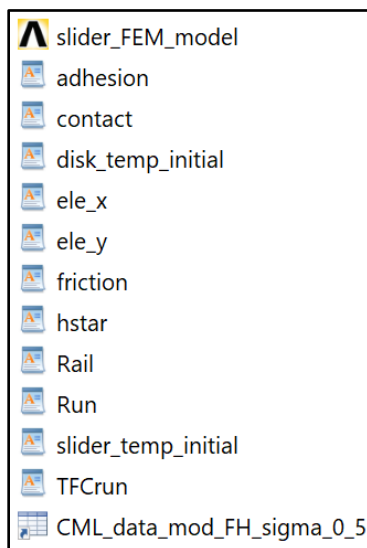 slider_FEM_model
adhesion
contact
disk_temp_initial
ele_x
ele_y
friction
hstar
Rail
Run
slider_temp_initial
TFCrun
CML_data_mod_FH_sigma_0_5